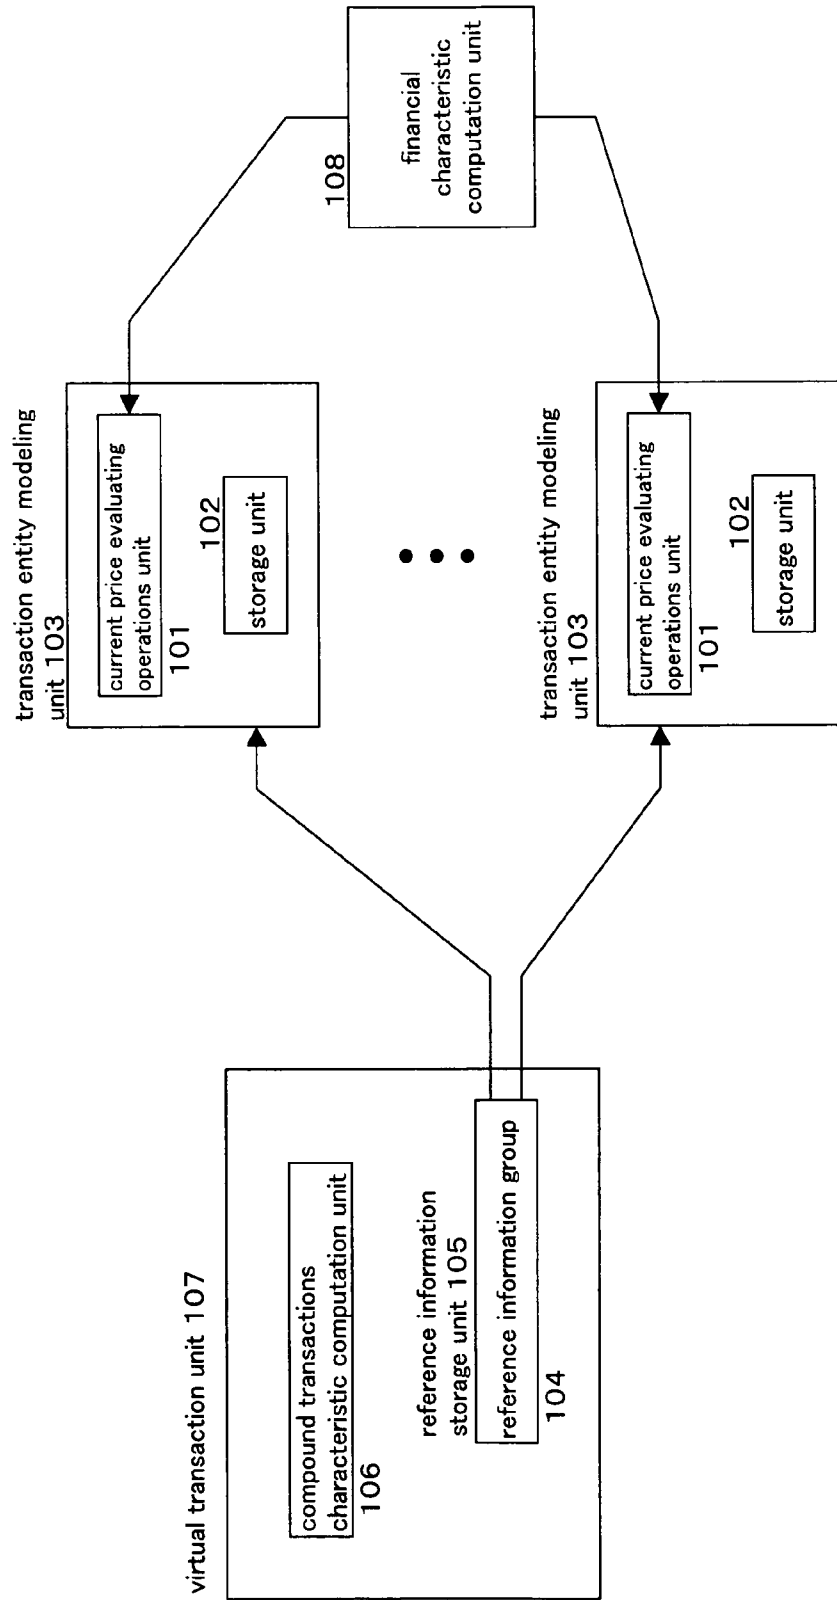 virtual transaction unit 107
compound transactions
characteristic computation unit
106
reference information
storage unit 105
reference information group
104
transaction entity modeling
unit 103
current price evaluating
operations unit
101
102
storage unit
transaction entity modeling
unit 103
current price evaluating
operations unit
101
102
storage unit
108
financial
characteristic
computation unit